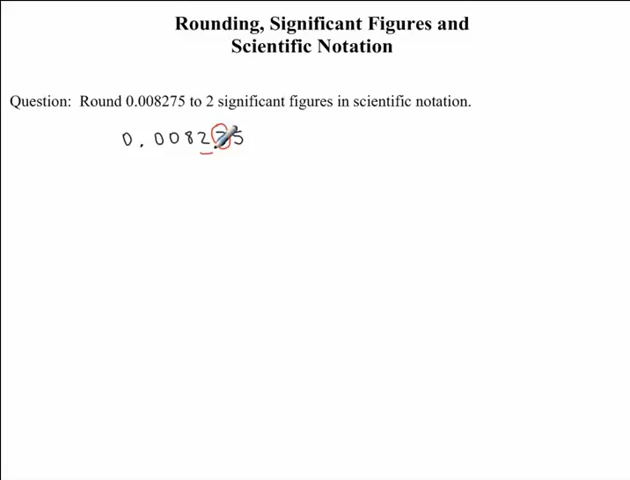 Rounding, Significant Figures and
Scientific Notation
Question: Round 0.008275 to 2 significant figures in scientific notation.
0.008275